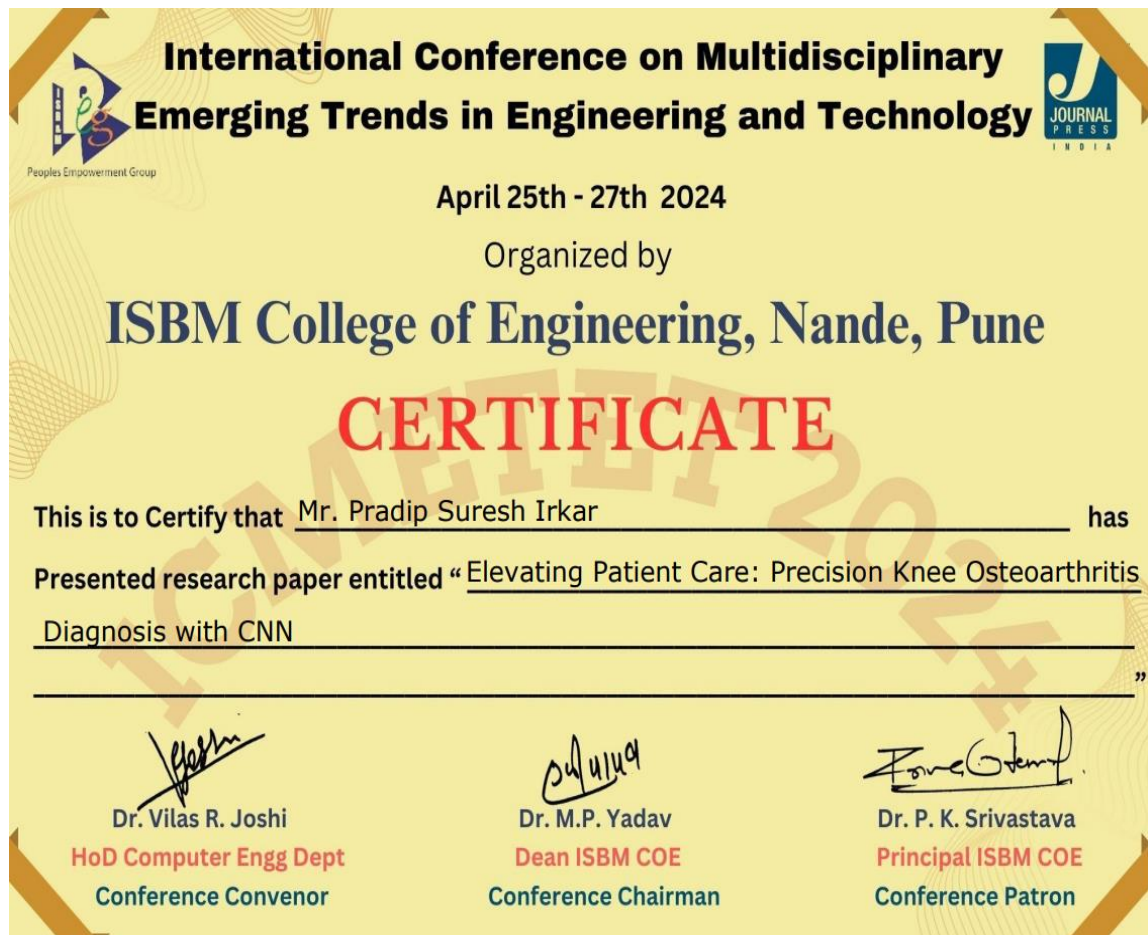 International Conference on Multidisciplinary
Emerging Trends in Engineering and Technology
ISBM
Peoples Empowerment Group
J
JOURNAL
PRESS
INDIA
April 25th - 27th 2024
Organized by
ISBM College of Engineering, Nande, Pune
CERTIFICATE
ICMETET 2024
This is to Certify that Mr. Pradip Suresh Irkar has
Presented research paper entitled “ Elevating Patient Care: Precision Knee Osteoarthritis
Diagnosis with CNN
”
Dr. Vilas R. Joshi Dr. M.P. Yadav Dr. P. K. Srivastava
HoD Computer Engg Dept Dean ISBM COE Principal ISBM COE
Conference Convenor Conference Chairman Conference Patron